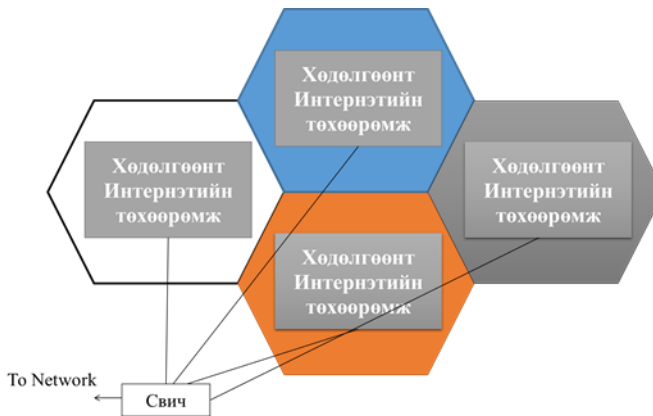 Хөдөлгөөнт
Интернэтийн
төхөөрөмж
Хөдөлгөөнт
Интернэтийн
төхөөрөмж
Хөдөлгөөнт
Интернэтийн
төхөөрөмж
Хөдөлгөөнт
Интернэтийн
төхөөрөмж
To Network
Свич